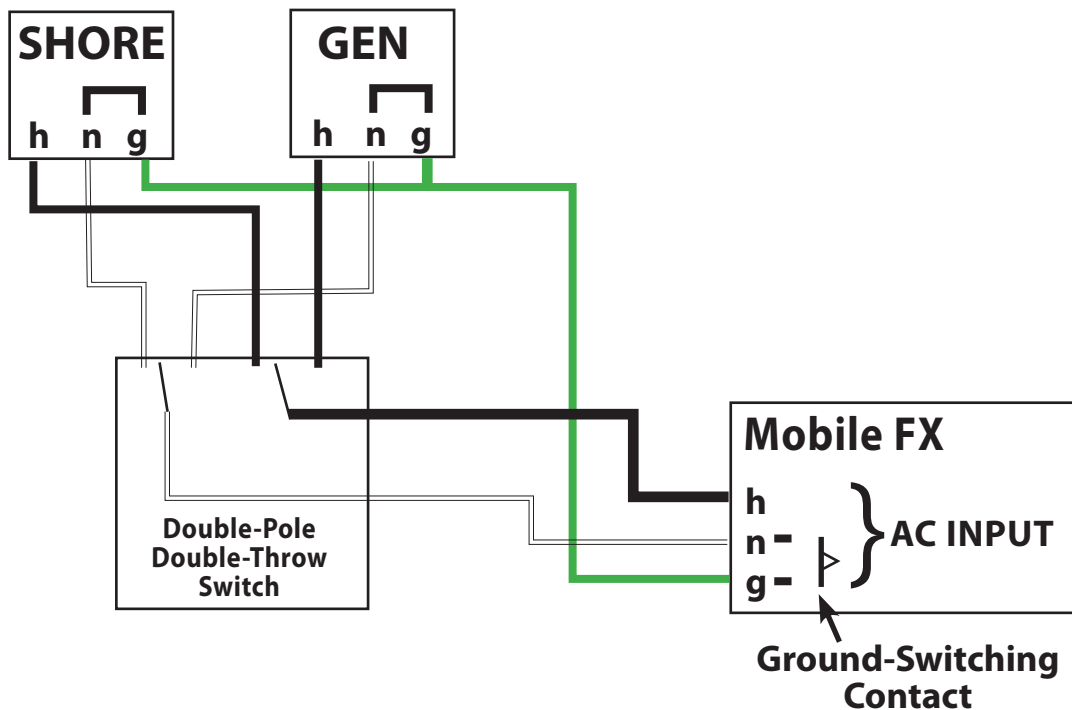 SHORE
GEN
h n g
h n g
Double-Pole
Double-Throw
Switch
Mobile FX
h
n
g
AC INPUT
Ground-Switching
Contact